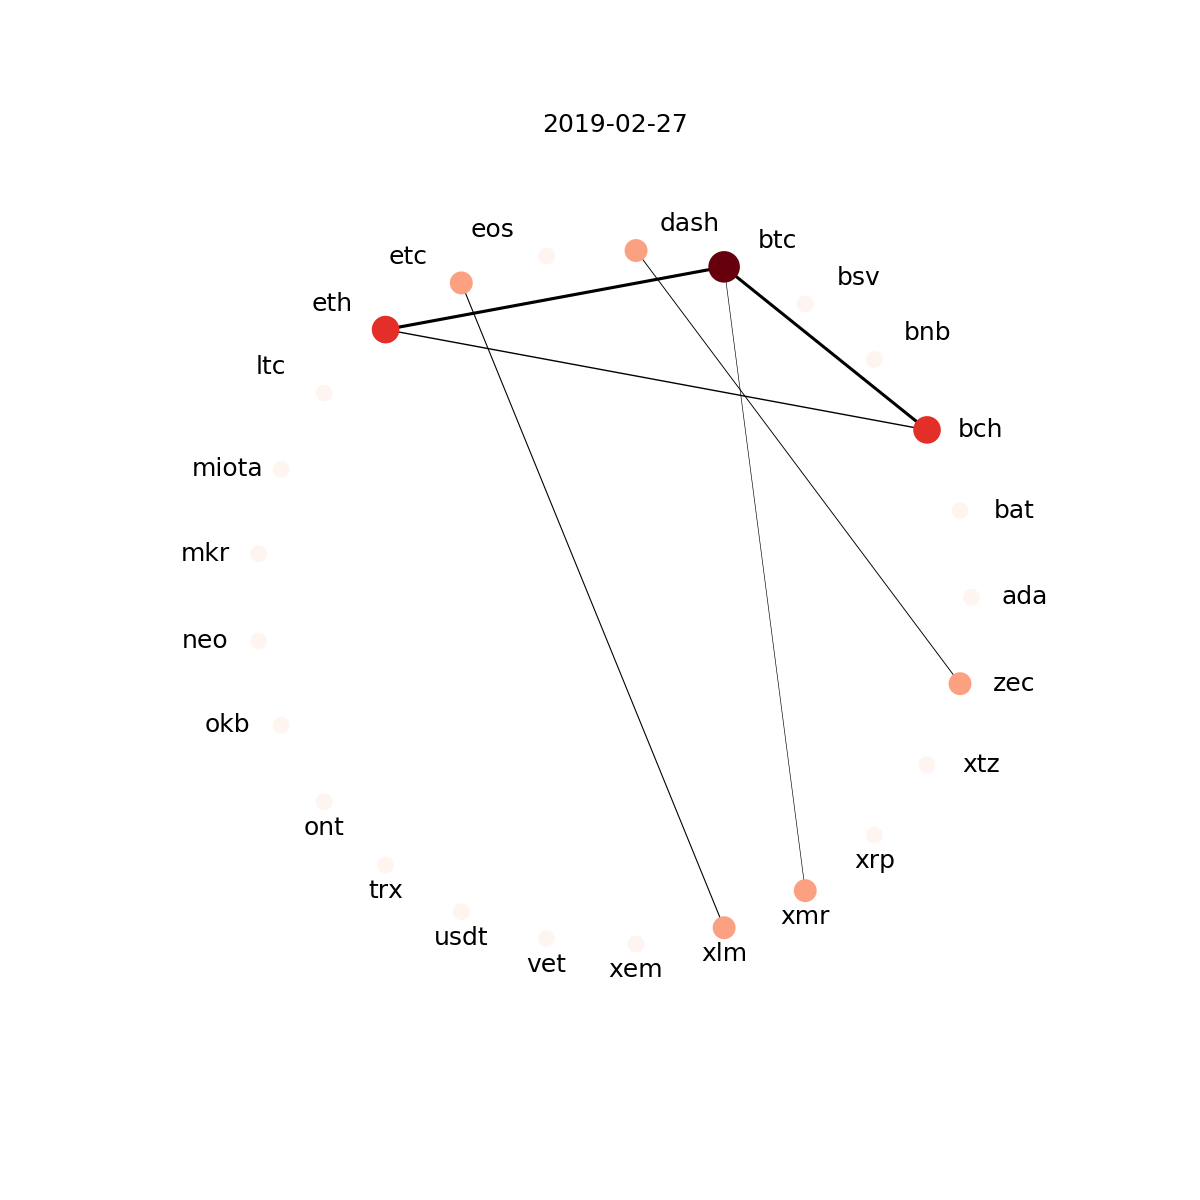 2019-02-27
dash
eos
btc
etc
bsv
eth
bnb
ltc
bch
miota
bat
mkr
ada
neo
zec
okb
xtz
ont
xrp
trx
xmr
usdt
xlm
vet
xem